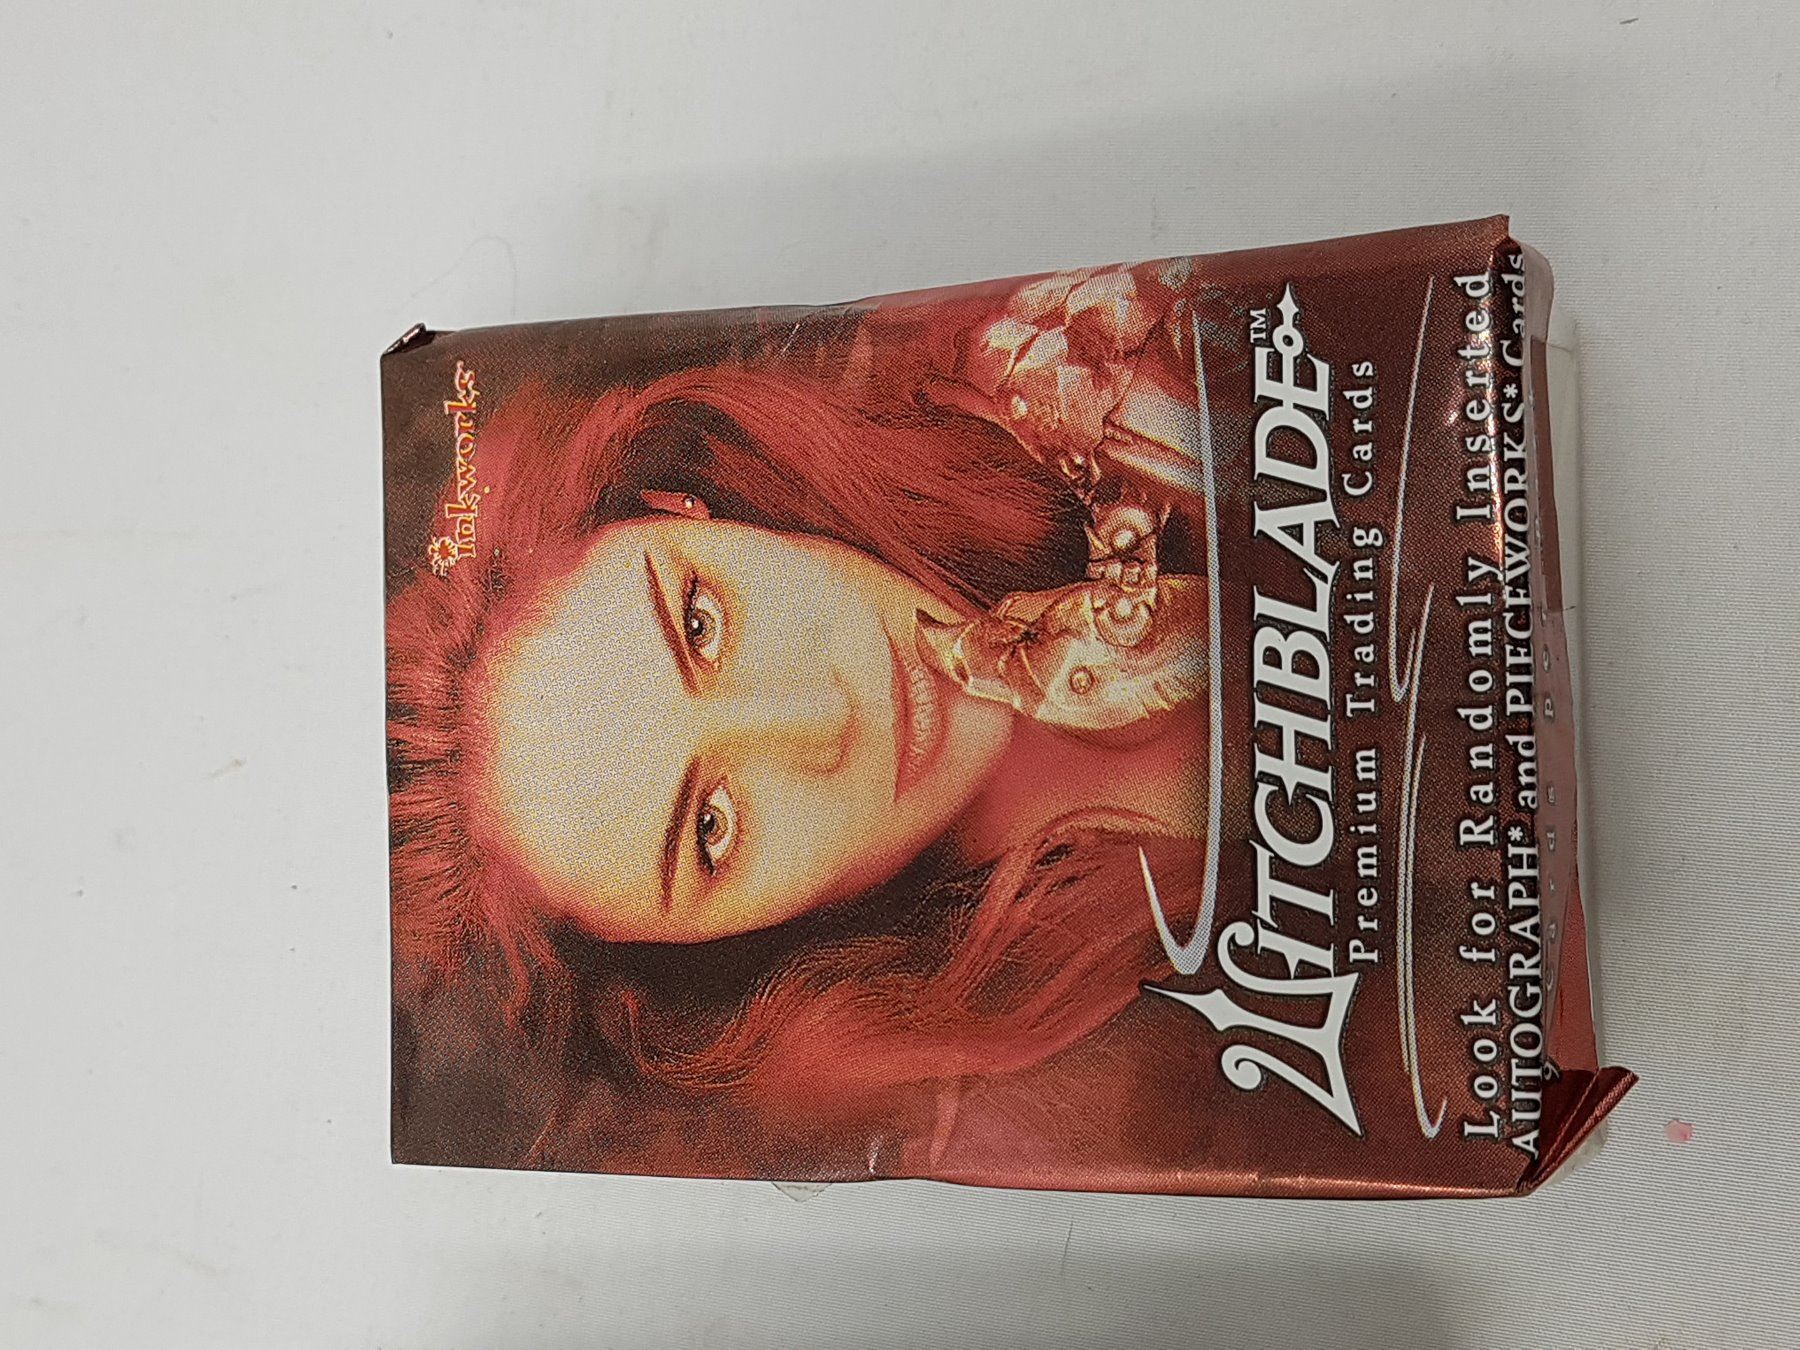 Inkworks
WITCHBLADE™
Premium Trading Cards
Look for Randomly Inserted
AUTOGRAPH* and PIECEWORKS* Cards